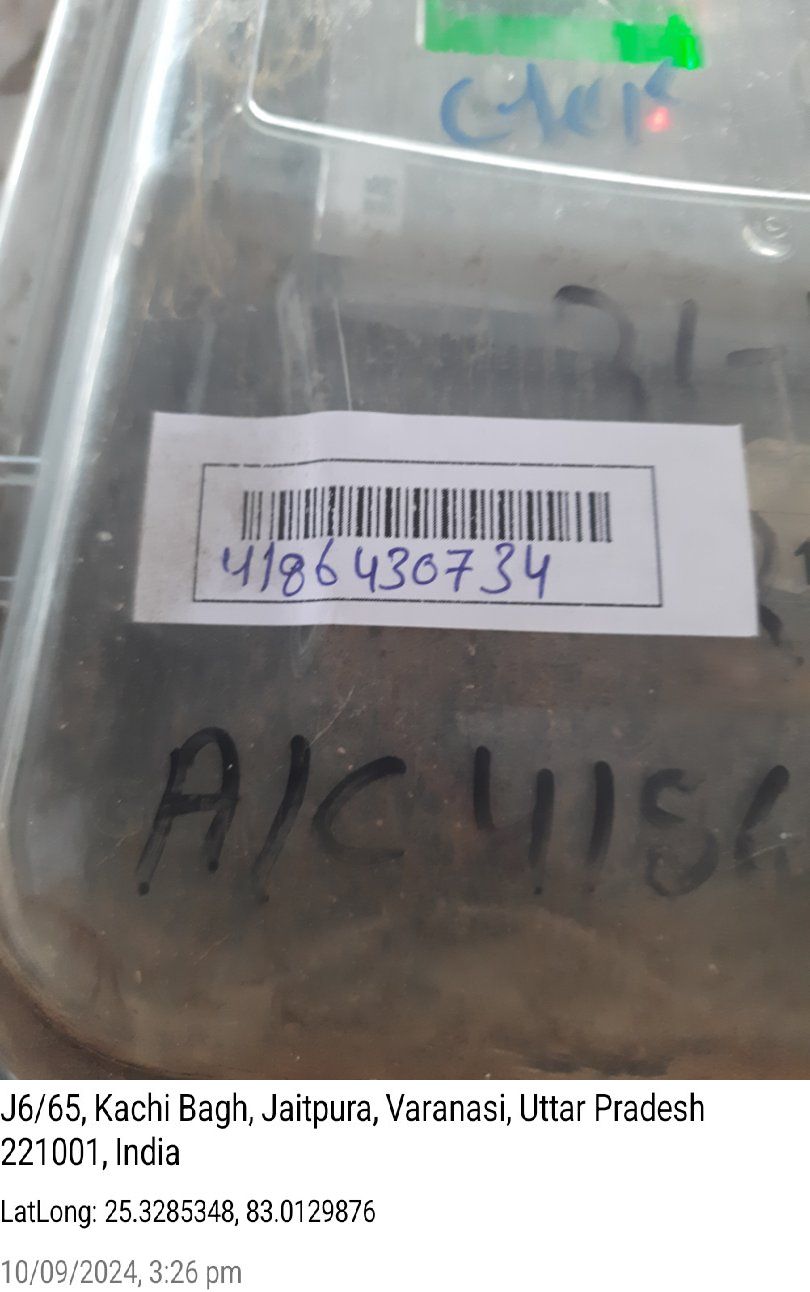 31-
4186430734
A/C 4186
J6/65, Kachi Bagh, Jaitpura, Varanasi, Uttar Pradesh
221001, India
LatLong: 25.3285348, 83.0129876
10/09/2024, 3:26 pm